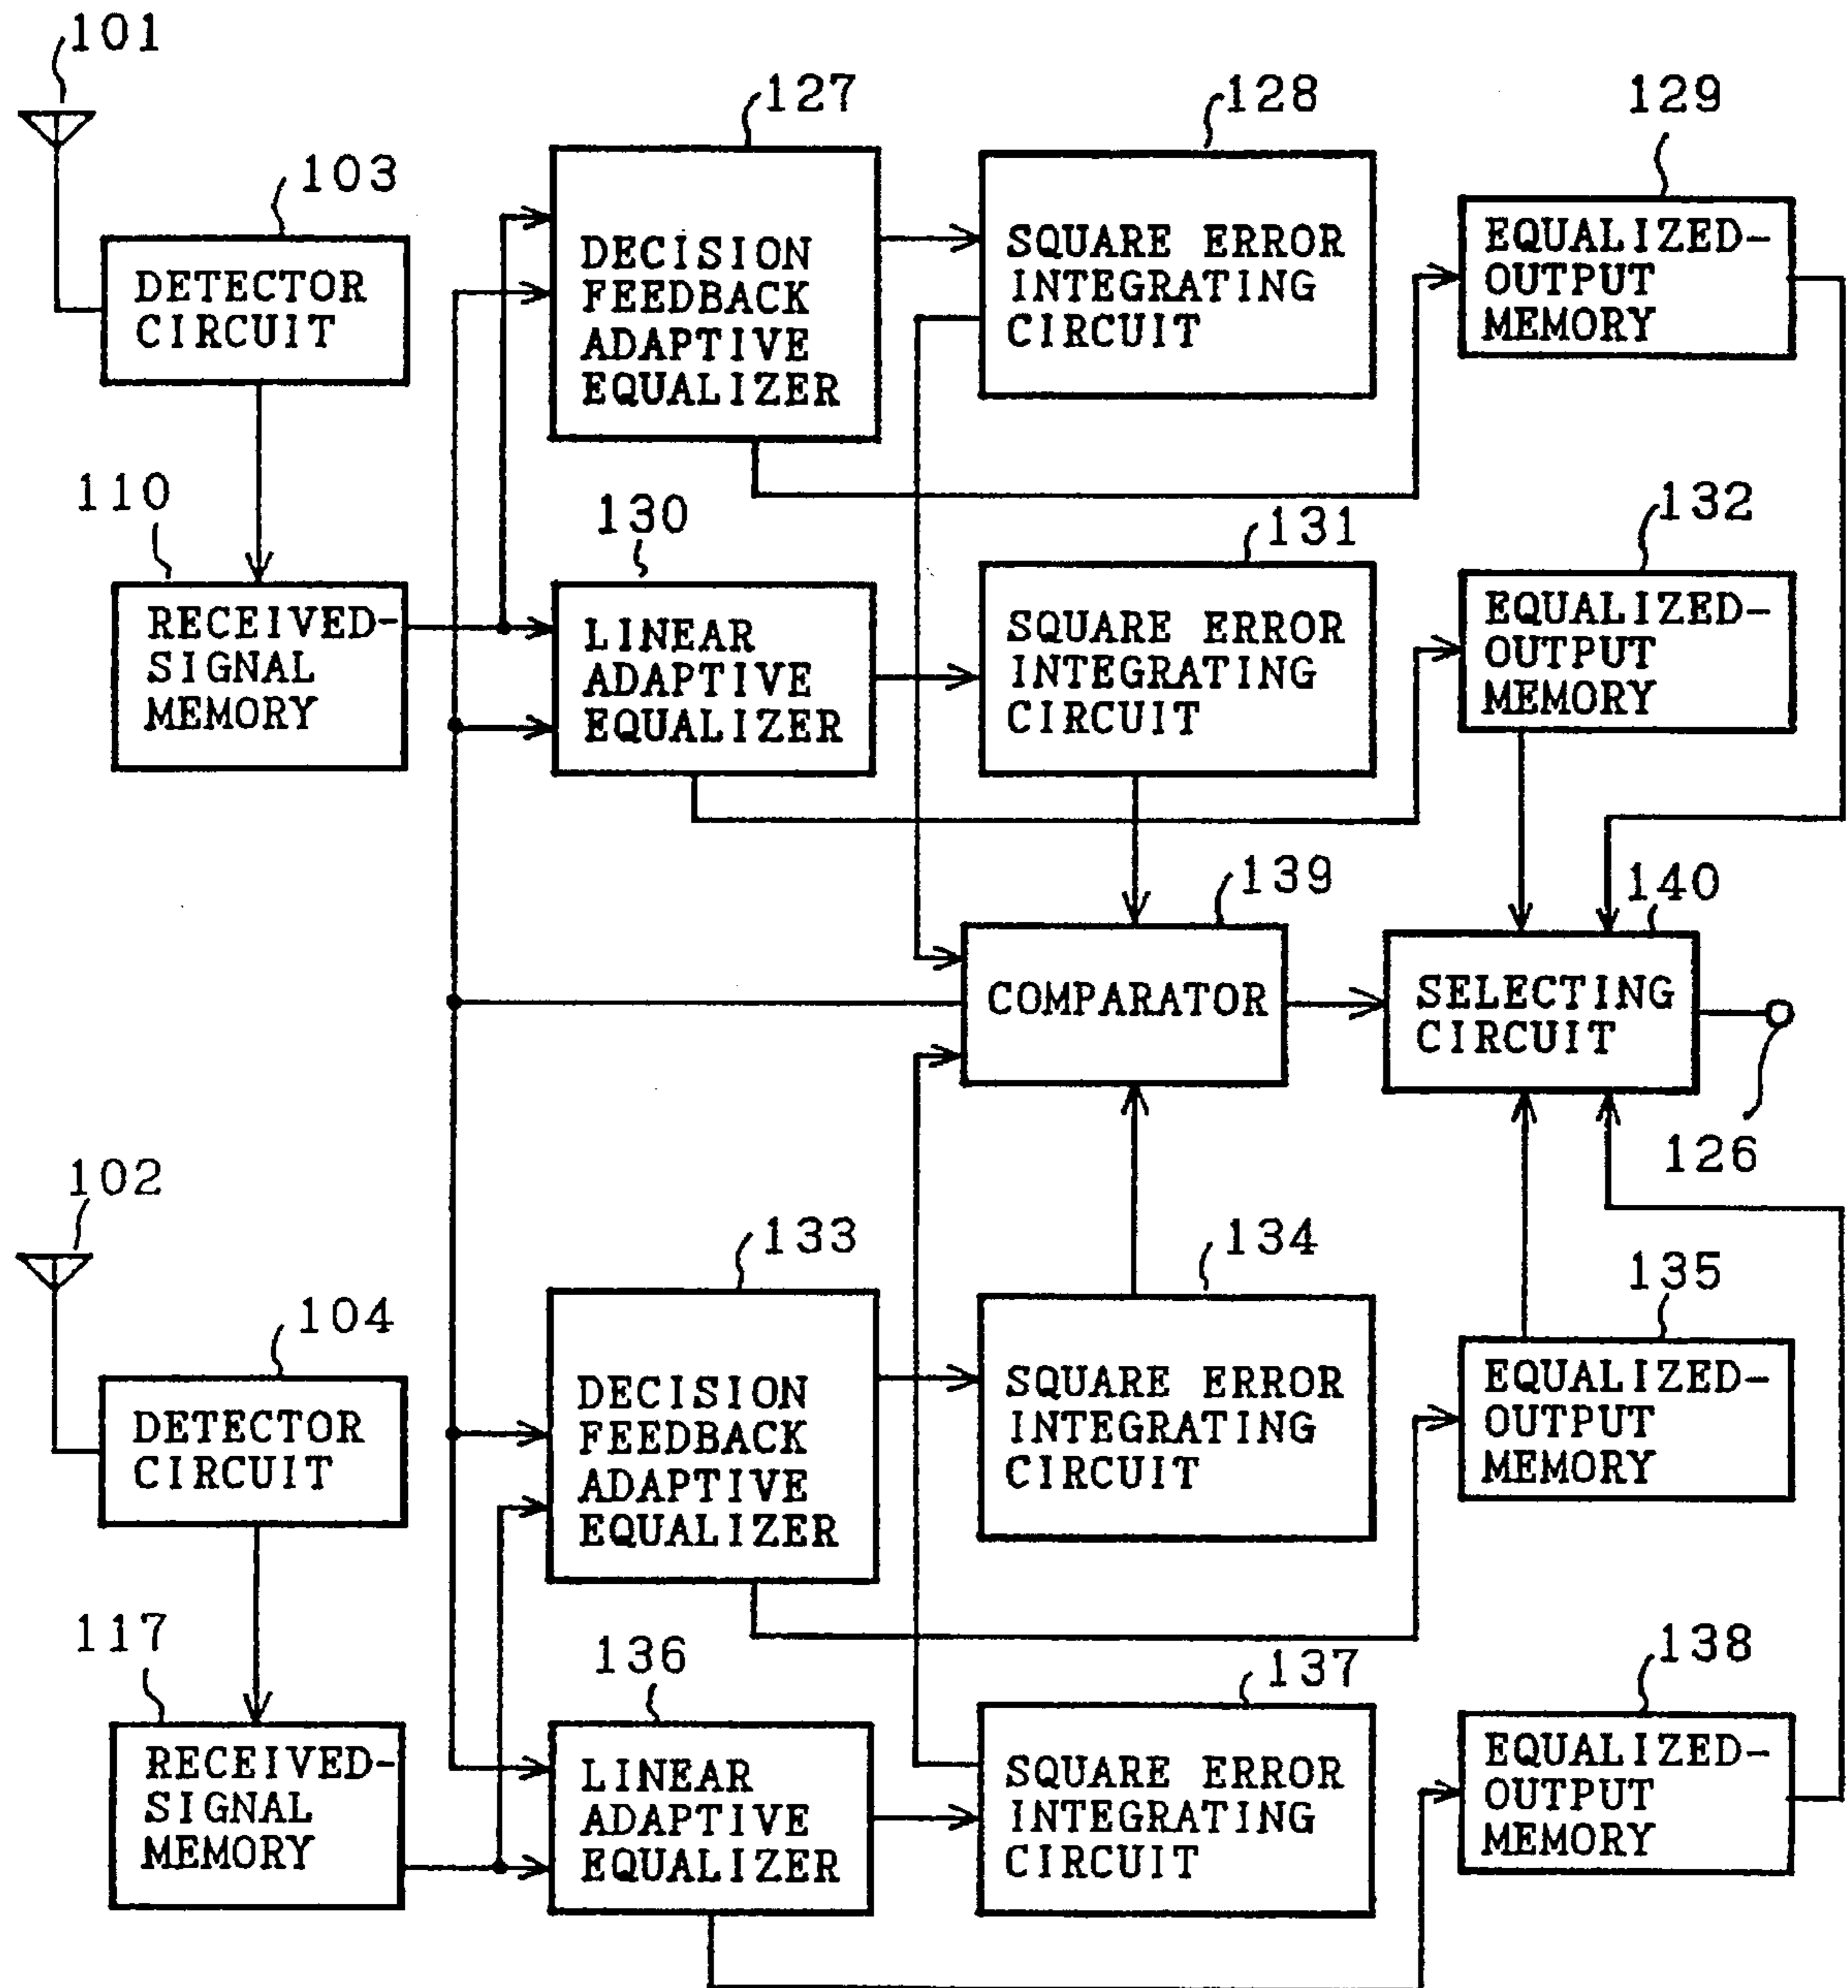 101
127
128
129
103
DETECTOR
CIRCUIT
DECISION
FEEDBACK
ADAPTIVE
EQUALIZER
SQUARE ERROR
INTEGRATING
CIRCUIT
EQUALIZED-
OUTPUT
MEMORY
110
130
131
132
RECEIVED-
SIGNAL
MEMORY
LINEAR
ADAPTIVE
EQUALIZER
SQUARE ERROR
INTEGRATING
CIRCUIT
EQUALIZED-
OUTPUT
MEMORY
139
140
COMPARATOR
SELECTING
CIRCUIT
126
102
133
134
135
104
DETECTOR
CIRCUIT
DECISION
FEEDBACK
ADAPTIVE
EQUALIZER
SQUARE ERROR
INTEGRATING
CIRCUIT
EQUALIZED-
OUTPUT
MEMORY
117
136
137
138
RECEIVED-
SIGNAL
MEMORY
LINEAR
ADAPTIVE
EQUALIZER
SQUARE ERROR
INTEGRATING
CIRCUIT
EQUALIZED-
OUTPUT
MEMORY